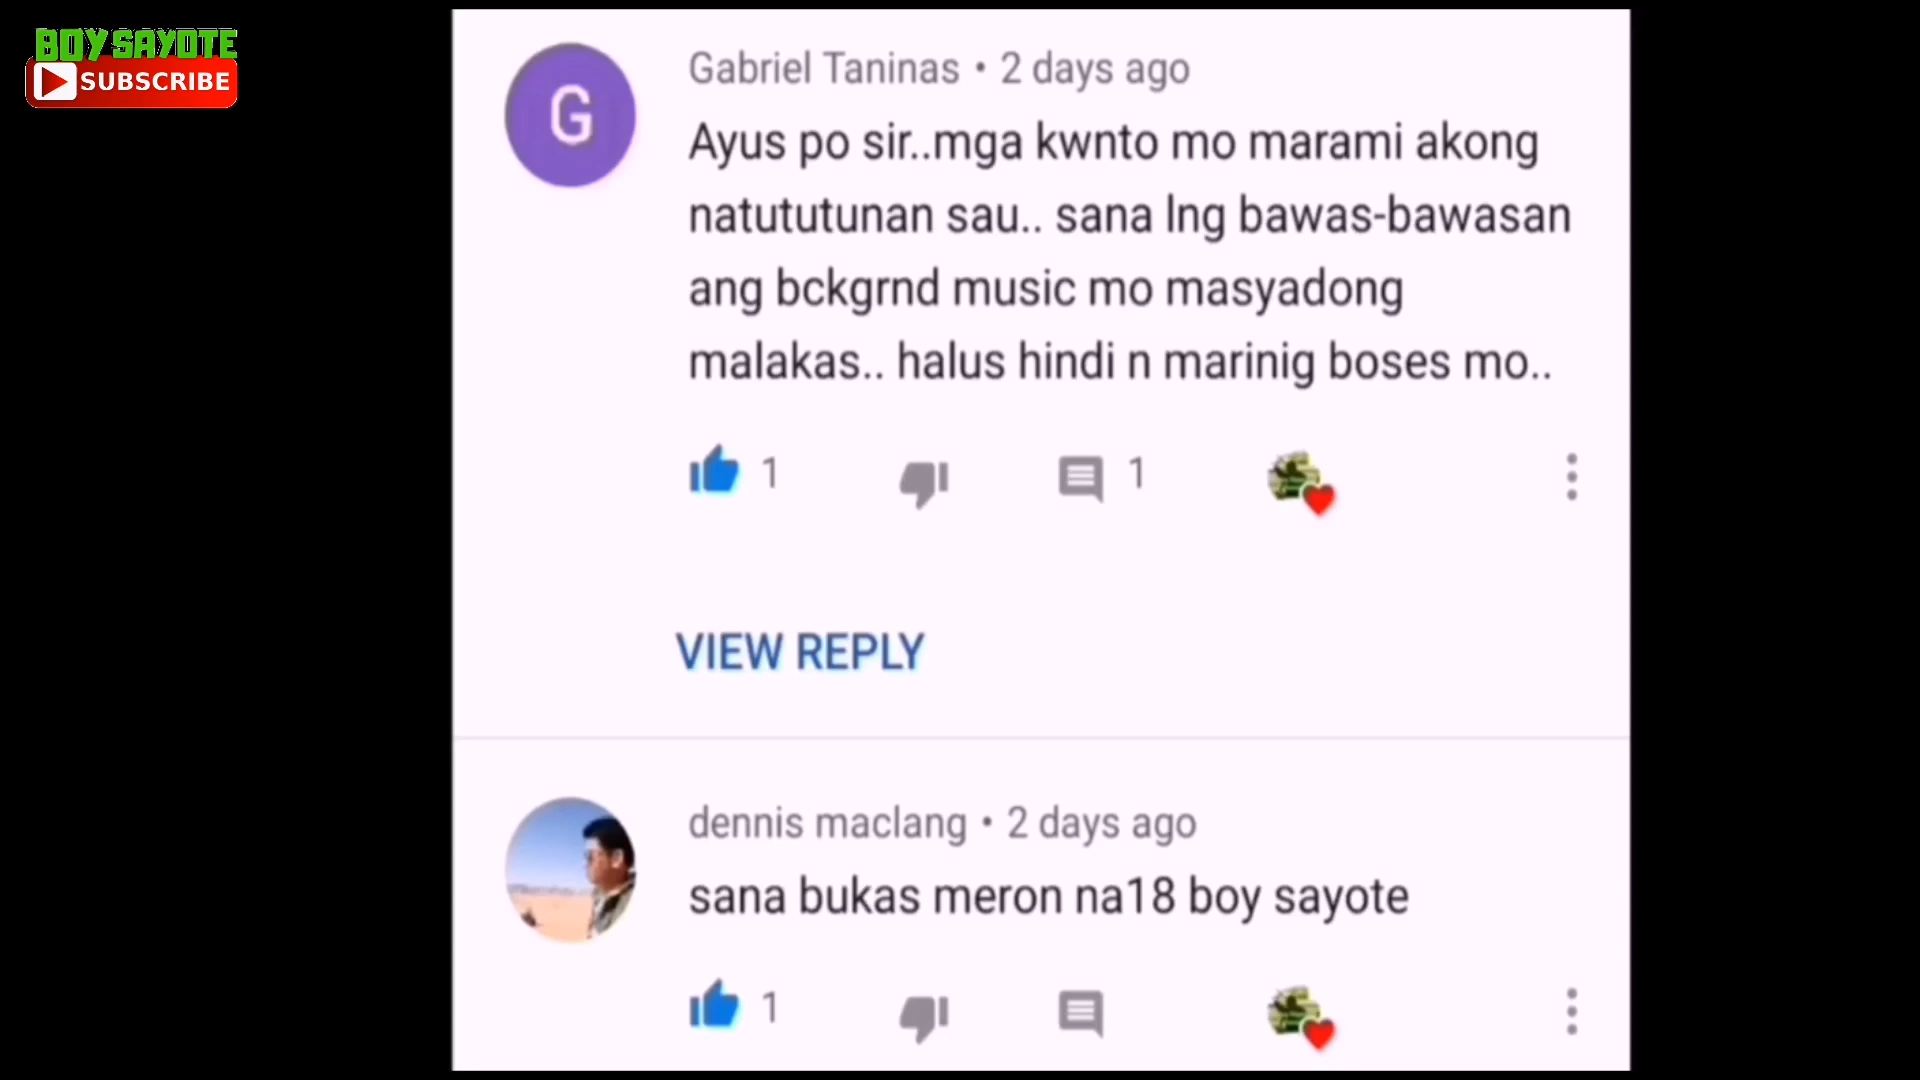 BOY SAYOTE
SUBSCRIBE
G
Gabriel Taninas • 2 days ago
Ayus po sir..mga kwnto mo marami akong
natututunan sau.. sana lng bawas-bawasan
ang bckgrnd music mo masyadong
malakas.. halus hindi n marinig boses mo..
1
1
VIEW REPLY
dennis maclang • 2 days ago
sana bukas meron na18 boy sayote
1